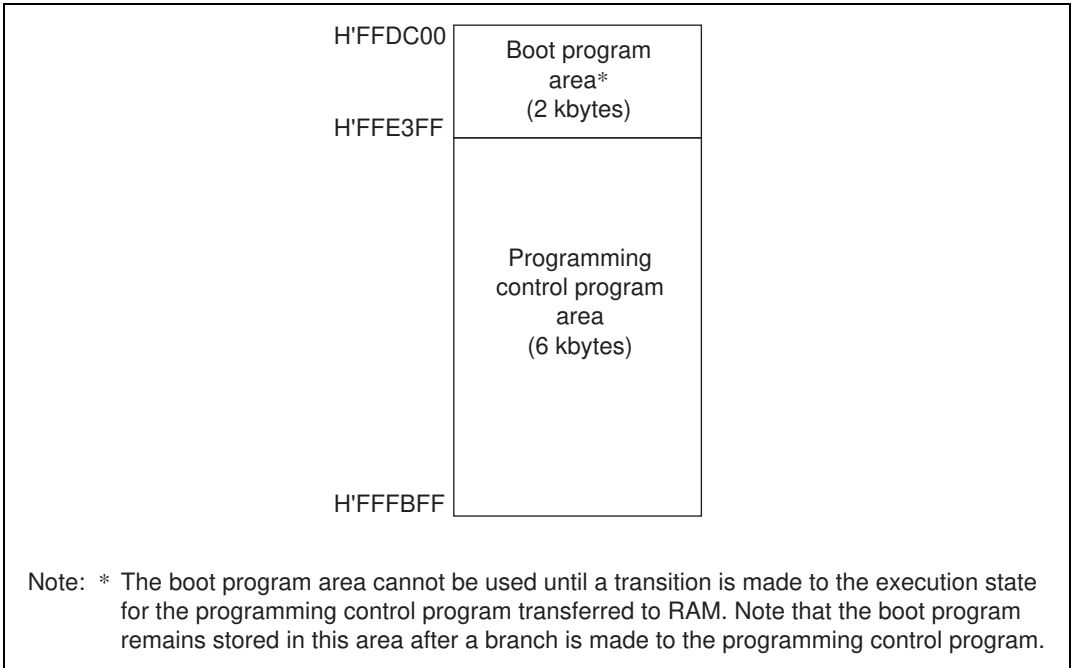 H'FFDC00
Boot program
area*
(2 kbytes)
H'FFE3FF
Programming
control program
area
(6 kbytes)
H'FFFBFF
Note: * The boot program area cannot be used until a transition is made to the execution state
for the programming control program transferred to RAM. Note that the boot program
remains stored in this area after a branch is made to the programming control program.